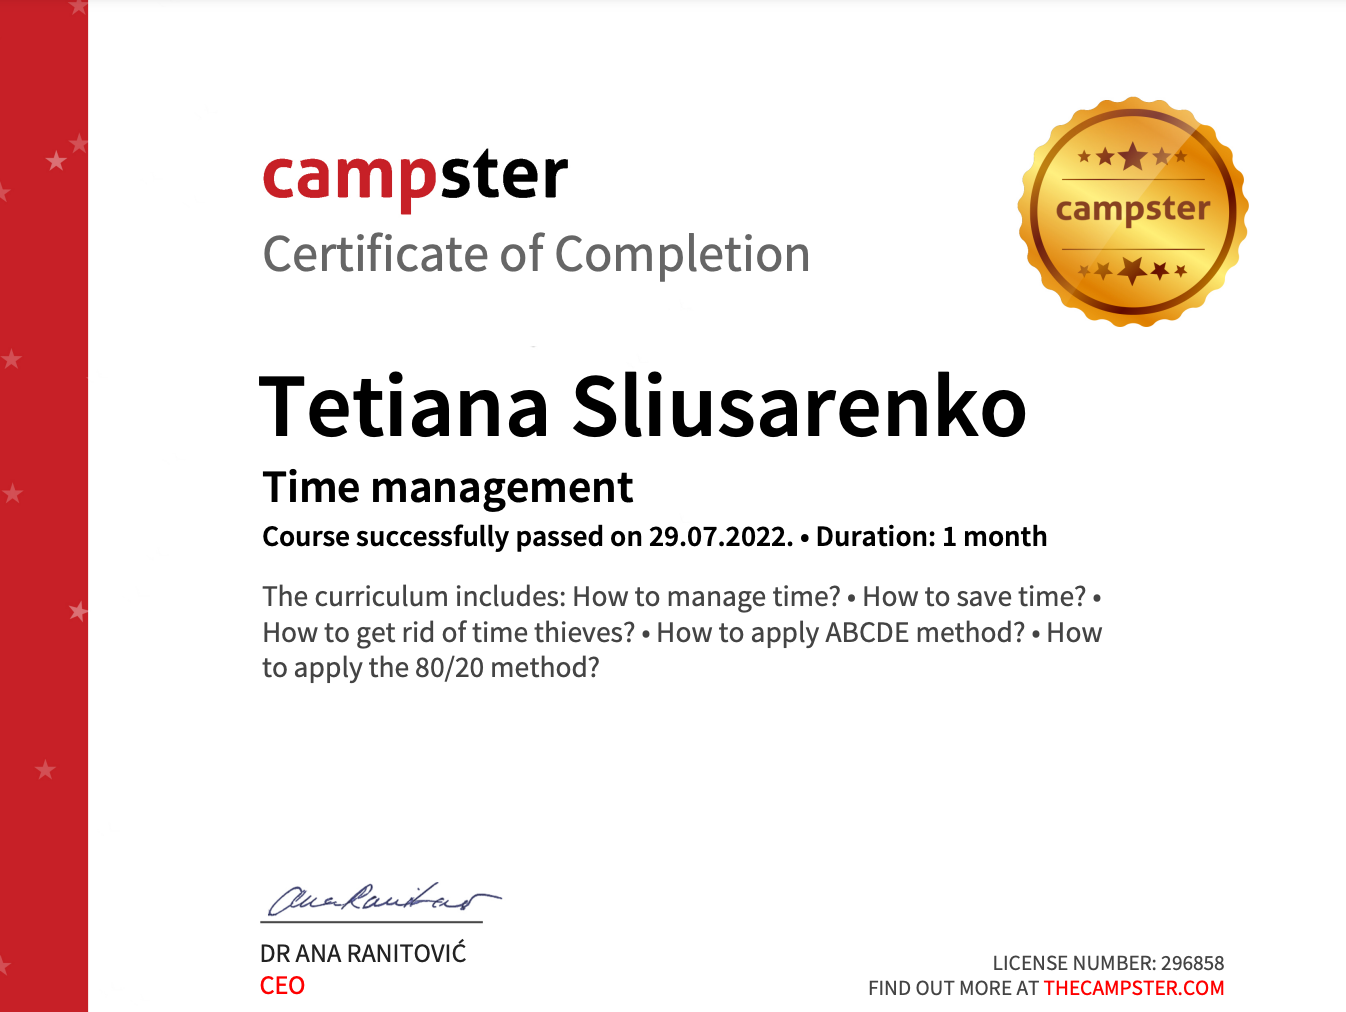 campster
Certificate of Completion
campster
Tetiana Sliusarenko
Time management
Course successfully passed on 29.07.2022. • Duration: 1 month
The curriculum includes: How to manage time? • How to save time? •
How to get rid of time thieves? • How to apply ABCDE method? • How
to apply the 80/20 method?
Ana Ranitović
DR ANA RANITOVIĆ
CEO
LICENSE NUMBER: 296858
FIND OUT MORE AT THECAMPSTER.COM